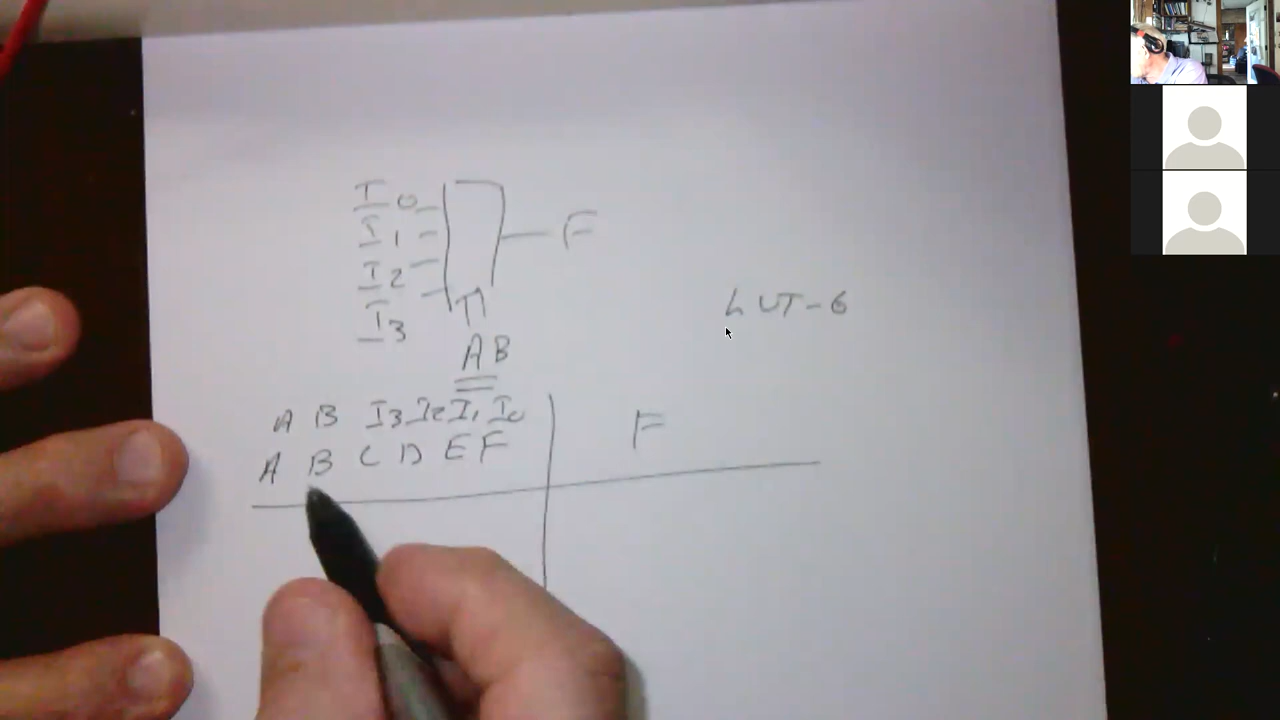 I0
I1
I2
I3
F
AB
LUT-6
A B I3 I2 I1 I0
F
A B C D E F